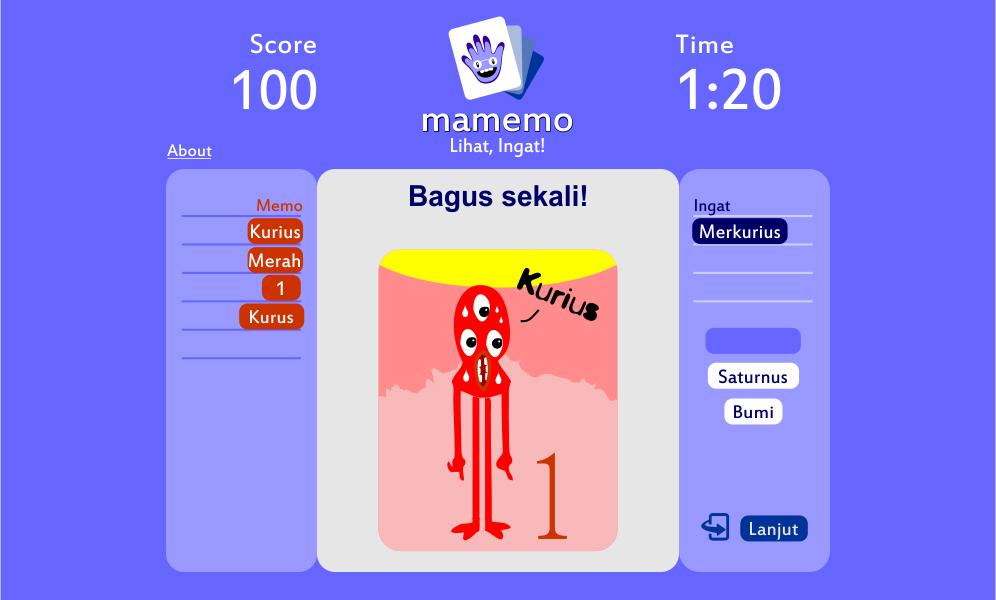 Score
100
mamemo
Lihat, Ingat!
Time
1:20
About
Memo
Kurius
Merah
1
Kurus
Bagus sekali!
Kurius
1
Ingat
Merkurius
Saturnus
Bumi
Lanjut